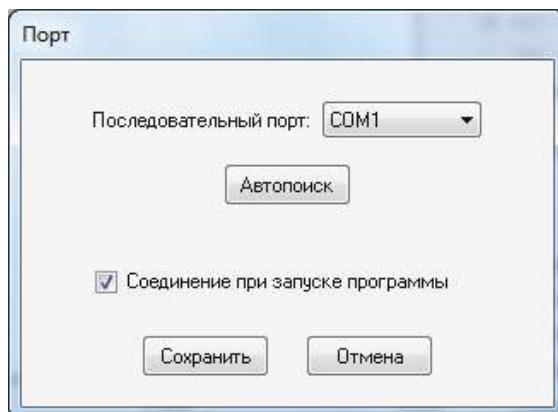 Порт
Последовательный порт: COM1
Автопоиск
Соединение при запуске программы
Сохранить Отмена